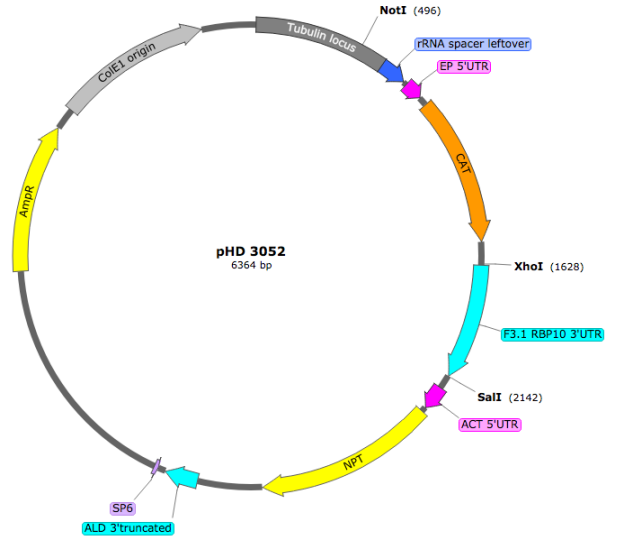 NotI (496)
Tubulin locus
rRNA spacer leftover
EP 5'UTR
ColE1 origin
CAT
AmpR
pHD 3052
6364 bp
XhoI (1628)
F3.1 RBP10 3'UTR
SalI (2142)
ACT 5'UTR
NPT
SP6
ALD 3'truncated